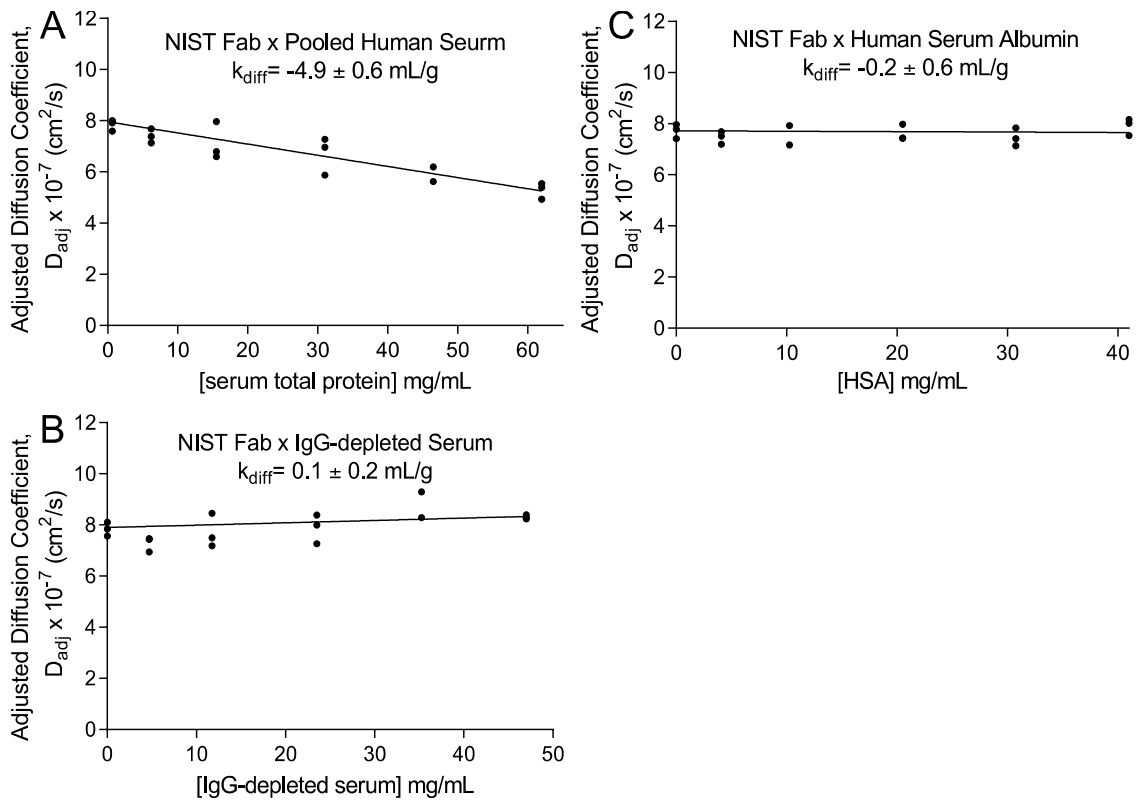 A
NIST Fab x Pooled Human Seurm
k_diff= -4.9 ± 0.6 mL/g
Adjusted Diffusion Coefficient,
D_adj x 10^-7 (cm^2/s)
12
10
8
6
4
2
0
0 10 20 30 40 50 60
[serum total protein] mg/mL
C
NIST Fab x Human Serum Albumin
k_diff= -0.2 ± 0.6 mL/g
Adjusted Diffusion Coefficient,
D_adj x 10^-7 (cm^2/s)
12
10
8
6
4
2
0
0 10 20 30 40
[HSA] mg/mL
B
NIST Fab x IgG-depleted Serum
k_diff= 0.1 ± 0.2 mL/g
Adjusted Diffusion Coefficient,
D_adj x 10^-7 (cm^2/s)
12
10
8
6
4
2
0
0 10 20 30 40 50
[IgG-depleted serum] mg/mL